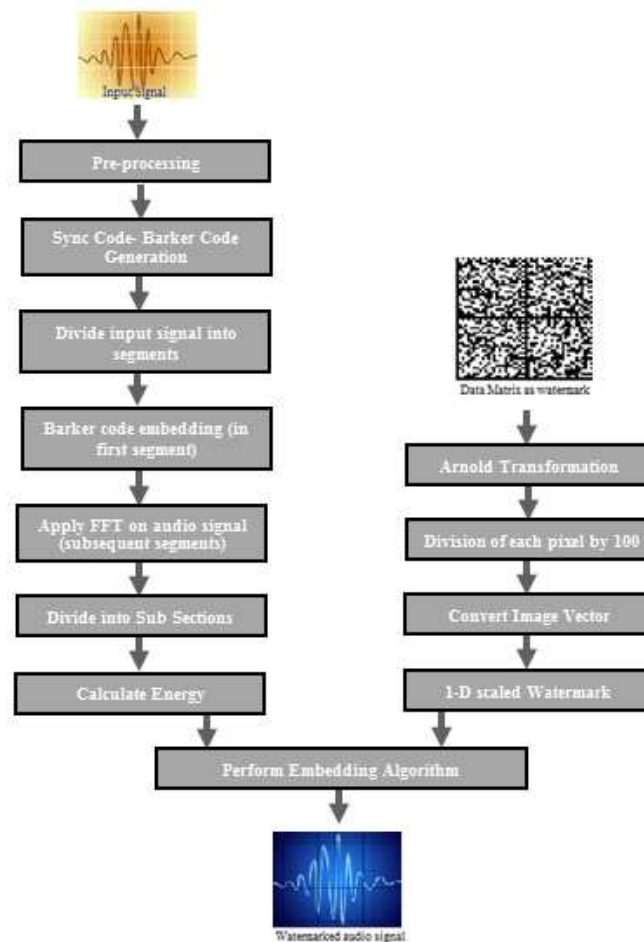 Input Signal
Pre-processing
Sync Code- Barker Code
Generation
Divide input signal into
segments
Barker code embedding (in
first segment)
Apply FFT on audio signal
(subsequent segments)
Divide into Sub Sections
Calculate Energy
Data Matrix as watermark
Arnold Transformation
Division of each pixel by 100
Convert Image Vector
1-D scaled Watermark
Perform Embedding Algorithm
Watermarked audio signal